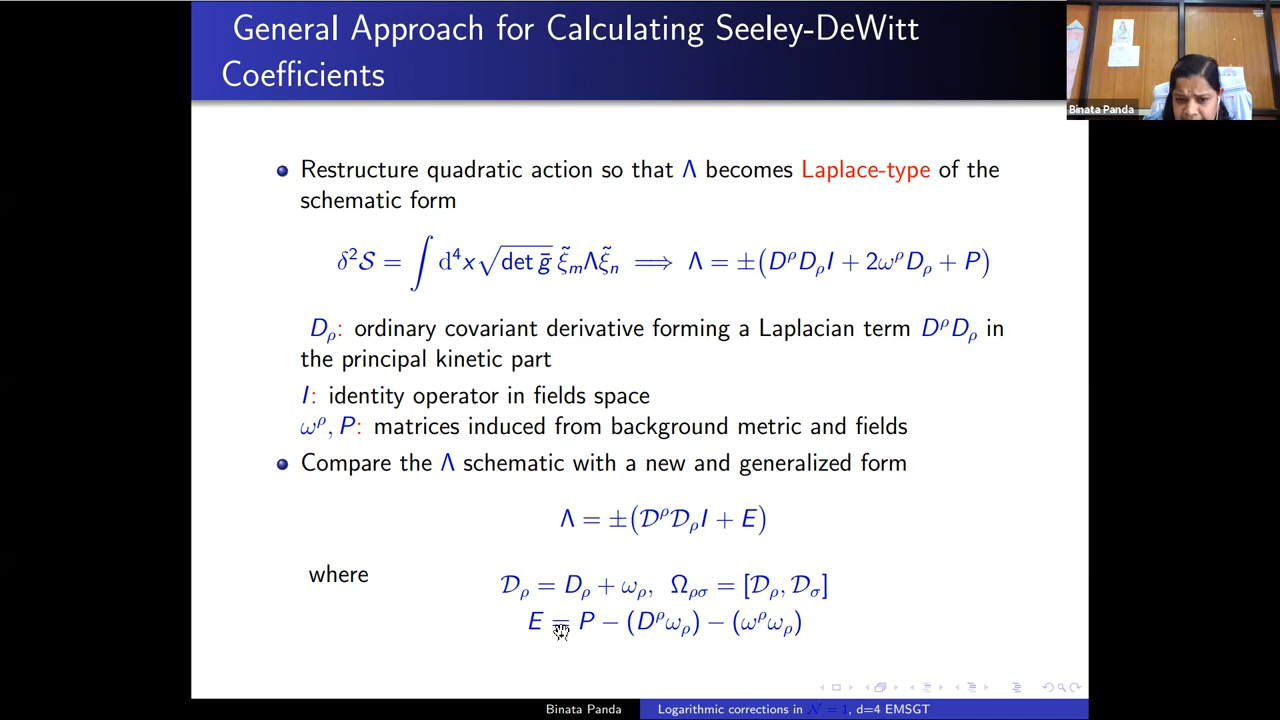 General Approach for Calculating Seeley-DeWitt
Coefficients
Binata Panda
Restructure quadratic action so that Λ becomes Laplace-type of the
schematic form
δ²𝒮 = ∫ d⁴x√det ḡ ξ̃ₘΛξ̃ₙ ⟹ Λ = ±(D^ρD_ρI + 2ω^ρD_ρ + P)
D_ρ: ordinary covariant derivative forming a Laplacian term D^ρD_ρ in
the principal kinetic part
I: identity operator in fields space
ω^ρ, P: matrices induced from background metric and fields
Compare the Λ schematic with a new and generalized form
Λ = ±(𝒟^ρ𝒟_ρI + E)
where
𝒟_ρ = D_ρ + ω_ρ, Ω_ρσ = [𝒟_ρ, 𝒟_σ]
E = P − (D^ρω_ρ) − (ω^ρω_ρ)
Binata Panda
Logarithmic corrections in 𝒩 = 1, d=4 EMSGT